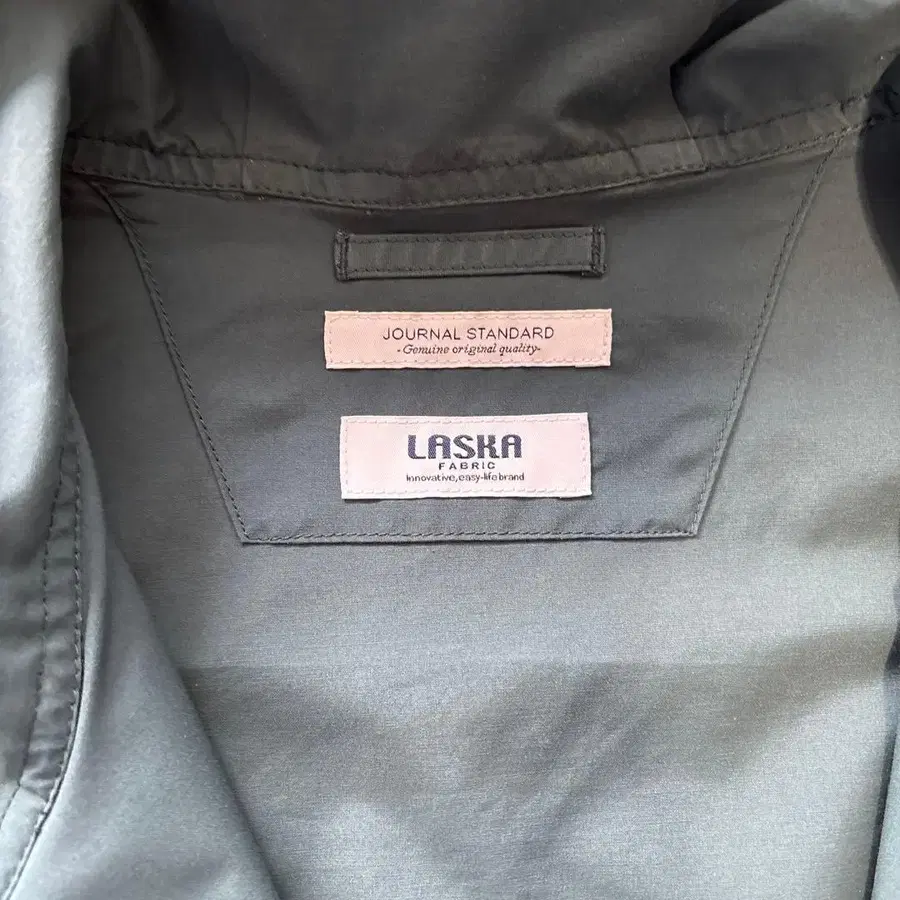 JOURNAL STANDARD
-Genuine original quality-
LASKA
FABRIC
Innovative,easy-life brand